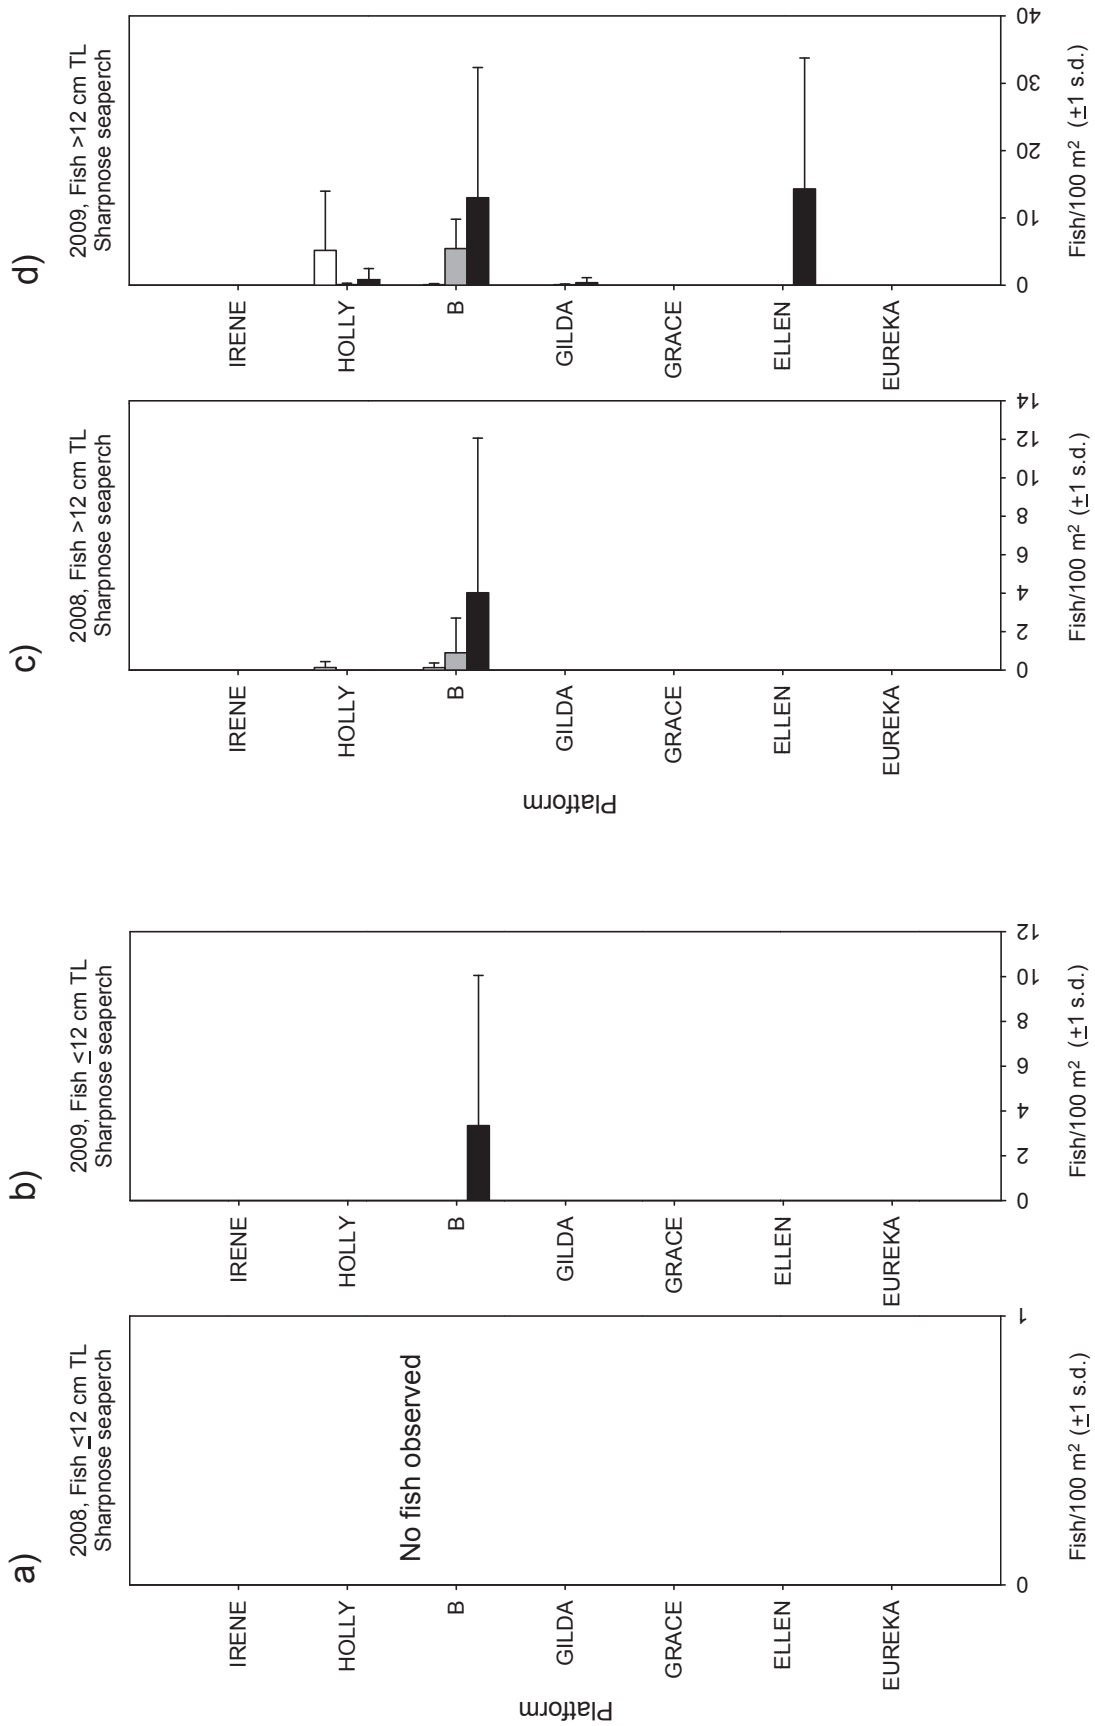 a)
2008, Fish ≤12 cm TL
Sharpnose seaperch
IRENE
HOLLY
B
GILDA
GRACE
ELLEN
EUREKA
Platform
No fish observed
0
1
Fish/100 m² (±1 s.d.)
b)
2009, Fish ≤12 cm TL
Sharpnose seaperch
IRENE
HOLLY
B
GILDA
GRACE
ELLEN
EUREKA
0
2
4
6
8
10
12
Fish/100 m² (±1 s.d.)
c)
2008, Fish >12 cm TL
Sharpnose seaperch
IRENE
HOLLY
B
GILDA
GRACE
ELLEN
EUREKA
Platform
0
2
4
6
8
10
12
14
Fish/100 m² (±1 s.d.)
d)
2009, Fish >12 cm TL
Sharpnose seaperch
IRENE
HOLLY
B
GILDA
GRACE
ELLEN
EUREKA
0
10
20
30
40
Fish/100 m² (±1 s.d.)